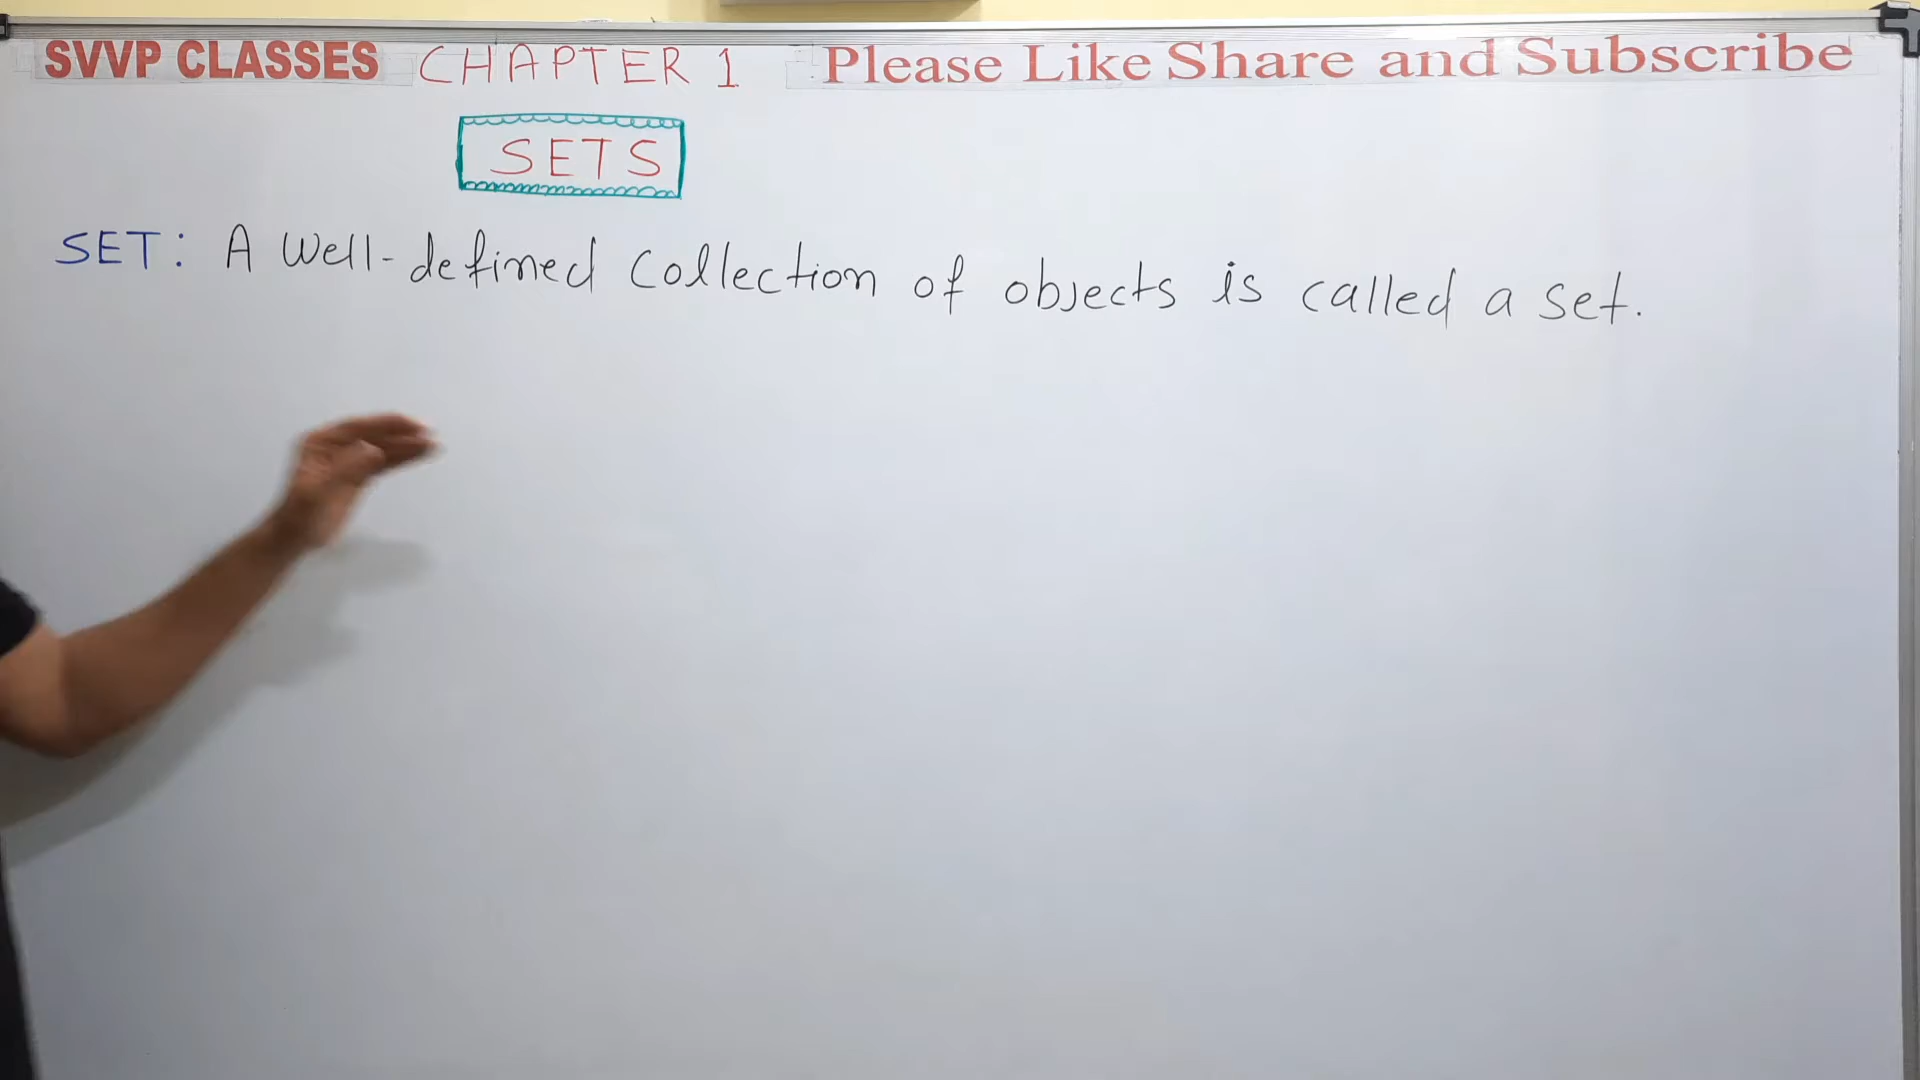 SVVP CLASSES CHAPTER 1 Please Like Share and Subscribe
SETS
SET: A well-defined collection of objects is called a set.